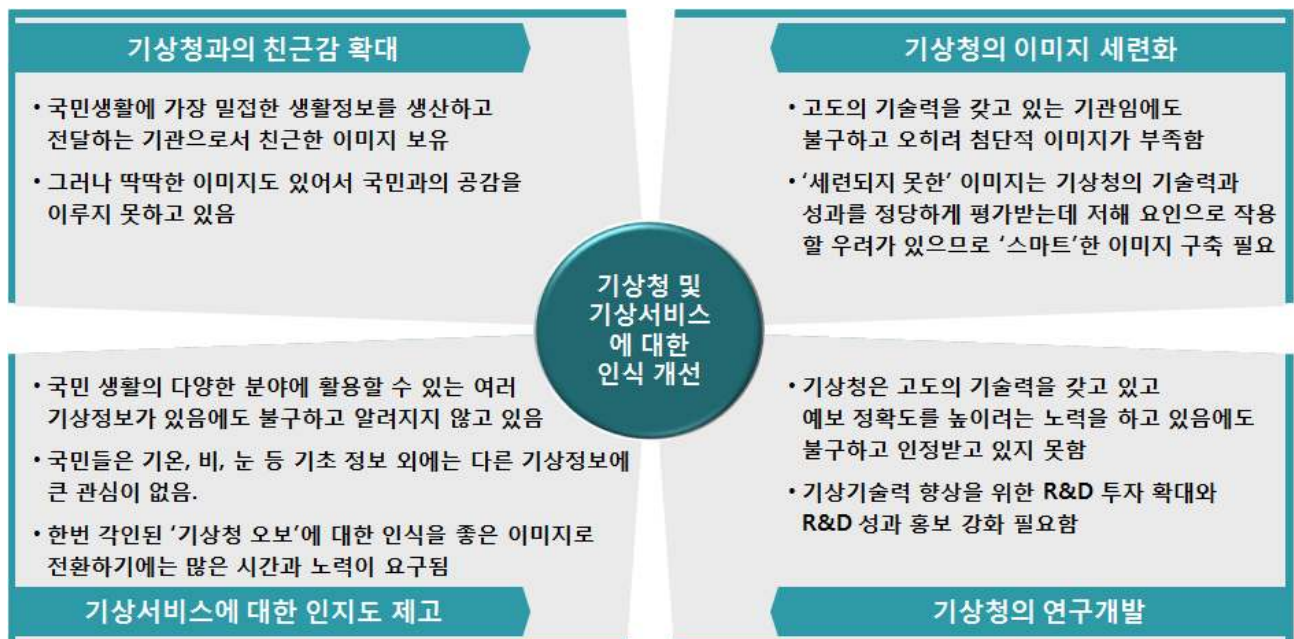 기상청과의 친근감 확대
• 국민생활에 가장 밀접한 생활정보를 생산하고
전달하는 기관으로서 친근한 이미지 보유
• 그러나 딱딱한 이미지도 있어서 국민과의 공감을
이루지 못하고 있음
기상청의 이미지 세련화
• 고도의 기술력을 갖고 있는 기관임에도
불구하고 오히려 첨단적 이미지가 부족함
• ‘세련되지 못한’ 이미지는 기상청의 기술력과
성과를 정당하게 평가받는데 저해 요인으로 작용
할 우려가 있으므로 ‘스마트’한 이미지 구축 필요
기상청 및
기상서비스
에 대한
인식 개선
• 국민 생활의 다양한 분야에 활용할 수 있는 여러
기상정보가 있음에도 불구하고 알려지지 않고 있음
• 국민들은 기온, 비, 눈 등 기초 정보 외에는 다른 기상정보에
큰 관심이 없음.
• 한번 각인된 ‘기상청 오보’에 대한 인식을 좋은 이미지로
전환하기에는 많은 시간과 노력이 요구됨
기상서비스에 대한 인지도 제고
• 기상청은 고도의 기술력을 갖고 있고
예보 정확도를 높이려는 노력을 하고 있음에도
불구하고 인정받고 있지 못함
• 기상기술력 향상을 위한 R&D 투자 확대와
R&D 성과 홍보 강화 필요함
기상청의 연구개발